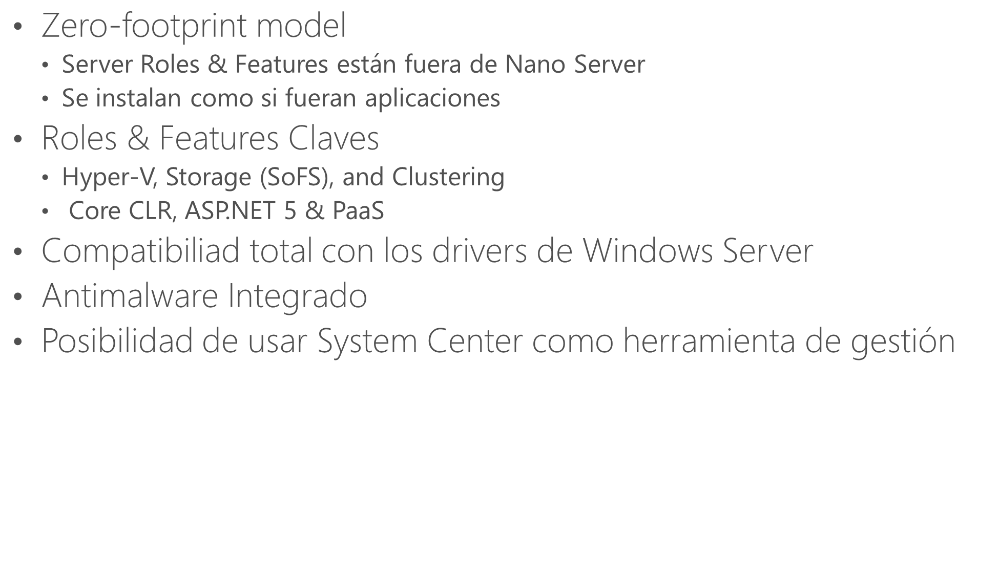 • Zero-footprint model
• Server Roles & Features están fuera de Nano Server
• Se instalan como si fueran aplicaciones
• Roles & Features Claves
• Hyper-V, Storage (SoFS), and Clustering
• Core CLR, ASP.NET 5 & PaaS
• Compatibiliad total con los drivers de Windows Server
• Antimalware Integrado
• Posibilidad de usar System Center como herramienta de gestión